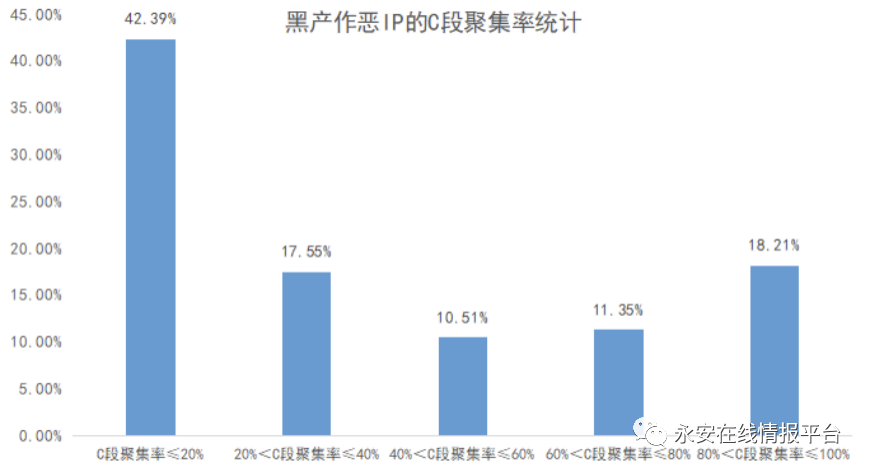 黑产作恶IP的C段聚集率统计
45.00%
40.00%
35.00%
30.00%
25.00%
20.00%
15.00%
10.00%
5.00%
0.00%
42.39%
17.55%
10.51%
11.35%
18.21%
C段聚集率≤20%
20%<C段聚集率≤40%
40%<C段聚集率≤60%
60%<C段聚集率≤80%
80%<C段聚集率≤100%
永安在线情报平台